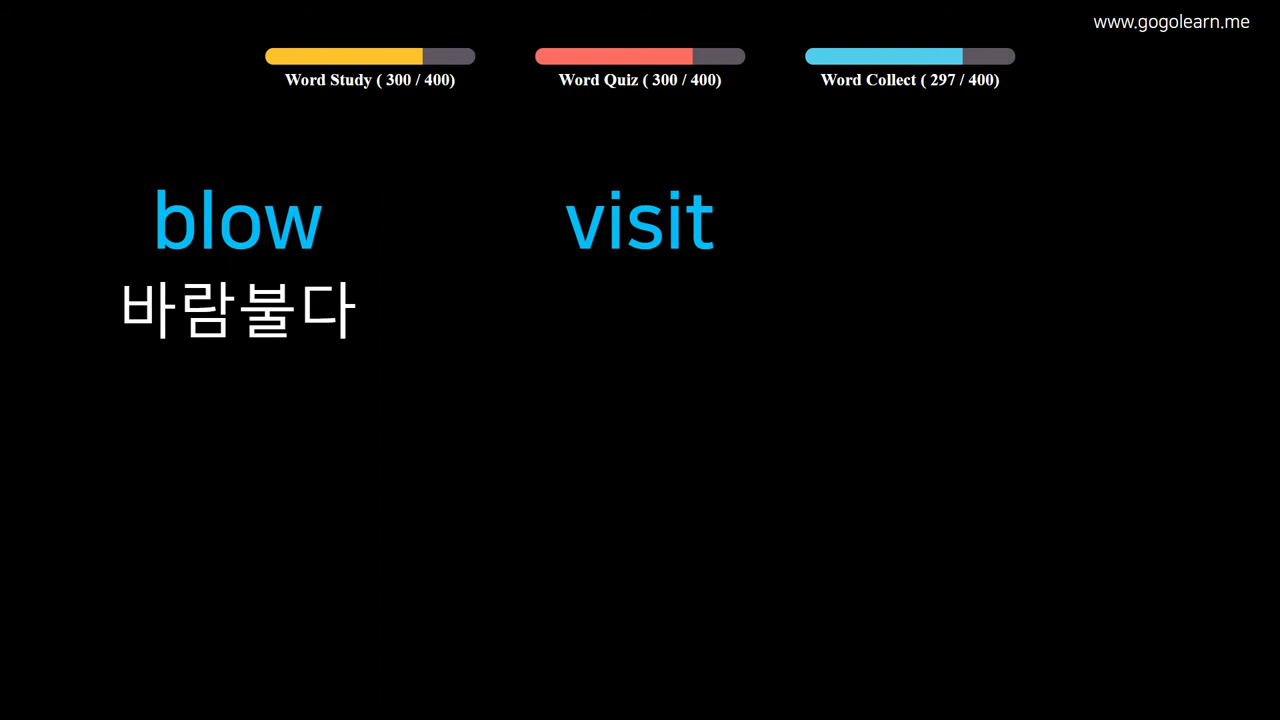 www.gogolearn.me
Word Study ( 300 / 400)
Word Quiz ( 300 / 400)
Word Collect ( 297 / 400)
blow
바람불다
visit